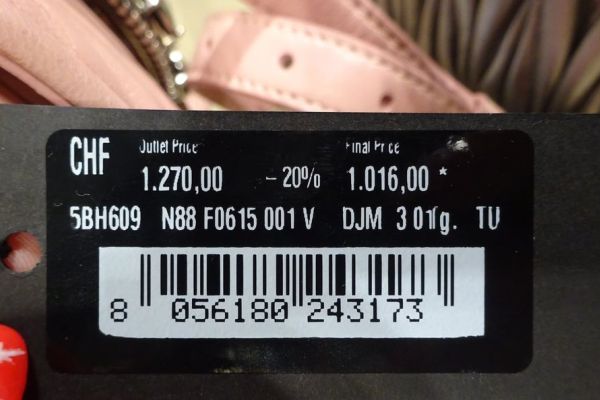 CHF Outlet Price Final Price
1.270,00 - 20% 1.016,00 *
5BH609 N88 F0615 001 V DJM TU
8 056180 243173